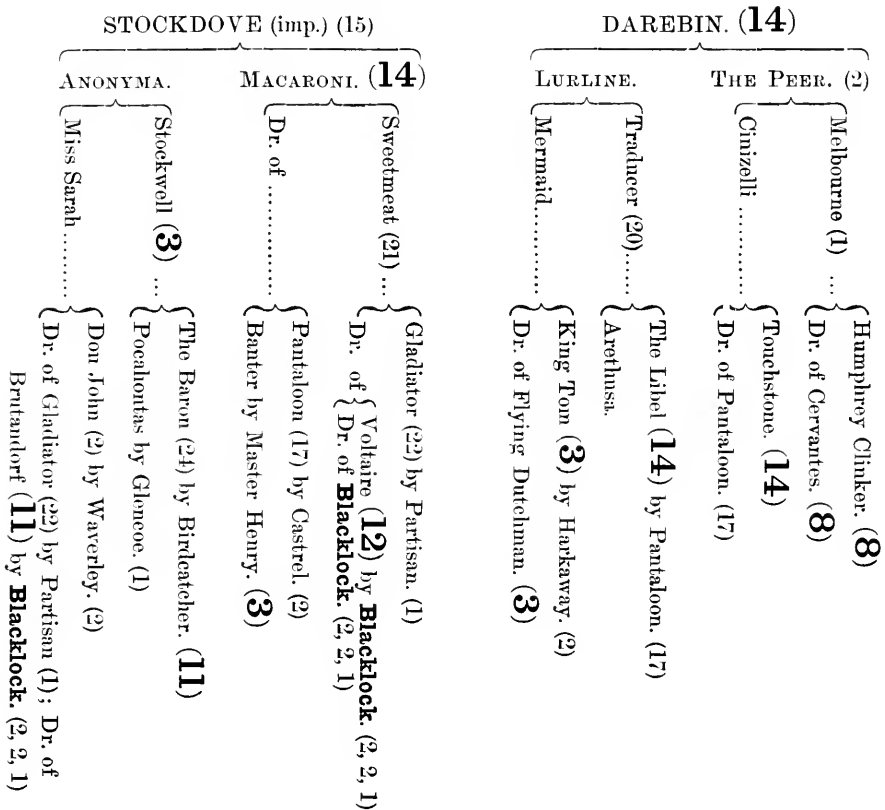 STOCKDOVE (imp.) (15)
DAREBIN. (14)
ANONYMA.
MACARONI. (14)
LURLINE.
THE PEER. (2)
Melbourne (1) ....
Humphrey Clinker. (8)
Dr. of Cervantes. (8)
Cinizelli ............
Touchstone. (14)
Dr. of Pantaloon. (17)
Traducer (20)......
The Libel (14) by Pantaloon. (17)
Arethusa.
Mermaid............
King Tom (3) by Harkaway. (2)
Dr. of Flying Dutchman. (3)
Sweetmeat (21) ...
Gladiator (22) by Partisan. (1)
Dr. of
Voltaire (12) by Blacklock. (2, 2, 1)
Dr. of Blacklock. (2, 2, 1)
Dr. of ...............
Pantaloon (17) by Castrel. (2)
Banter by Master Henry. (3)
Stockwell (3) ...
The Baron (24) by Birdcatcher. (11)
Pocahontas by Glencoe. (1)
Miss Sarah.........
Don John (2) by Waverley. (2)
Dr. of Gladiator (22) by Partisan (1); Dr. of
Brutandorf (11) by Blacklock. (2, 2, 1)